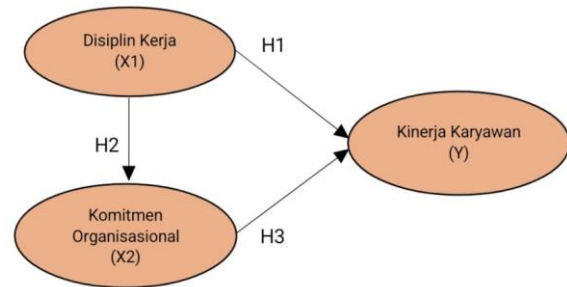 Disiplin Kerja
(X1)
H1
Kinerja Karyawan
(Y)
H2
Komitmen
Organisasional
(X2)
H3